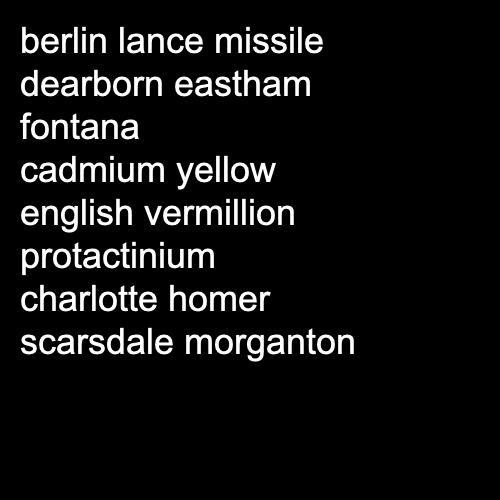 berlin lance missile
dearborn eastham
fontana
cadmium yellow
english vermillion
protactinium
charlotte homer
scarsdale morganton